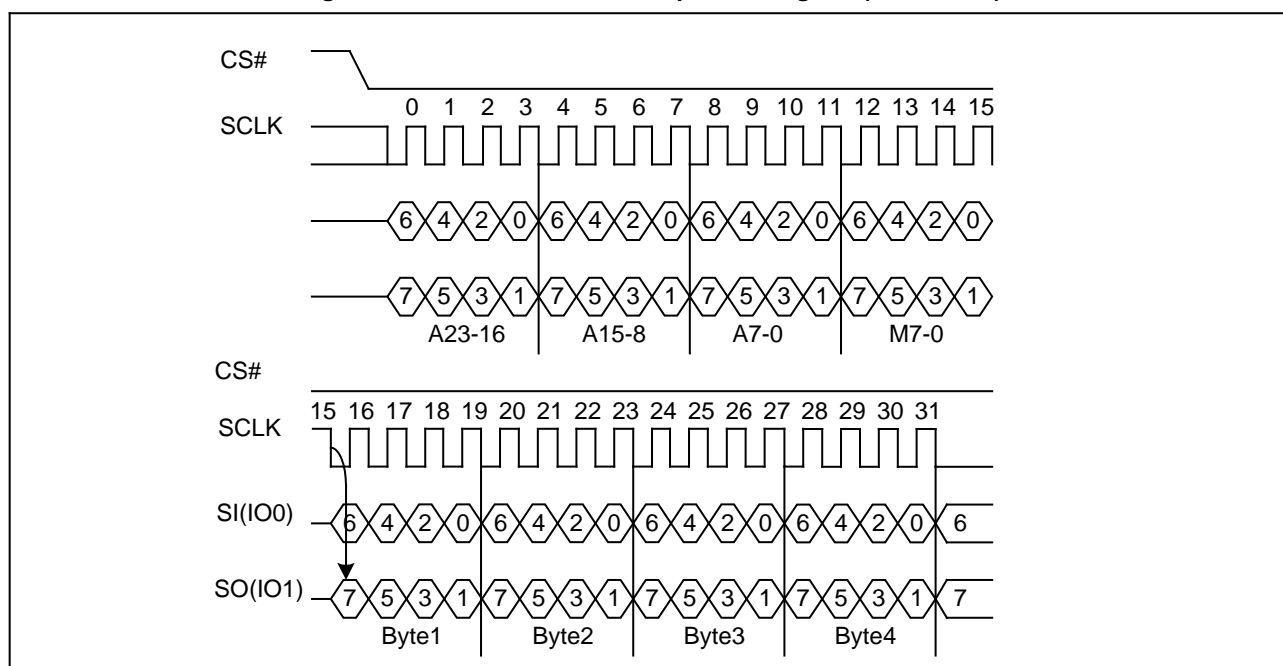 CS#
0 1 2 3 4 5 6 7 8 9 10 11 12 13 14 15
SCLK
6 4 2 0 6 4 2 0 6 4 2 0 6 4 2 0
7 5 3 1 7 5 3 1 7 5 3 1 7 5 3 1
A23-16 A15-8 A7-0 M7-0
CS#
15 16 17 18 19 20 21 22 23 24 25 26 27 28 29 30 31
SCLK
SI(IO0) 6 4 2 0 6 4 2 0 6 4 2 0 6 4 2 0 6
SO(IO1) 7 5 3 1 7 5 3 1 7 5 3 1 7 5 3 1 7
Byte1 Byte2 Byte3 Byte4